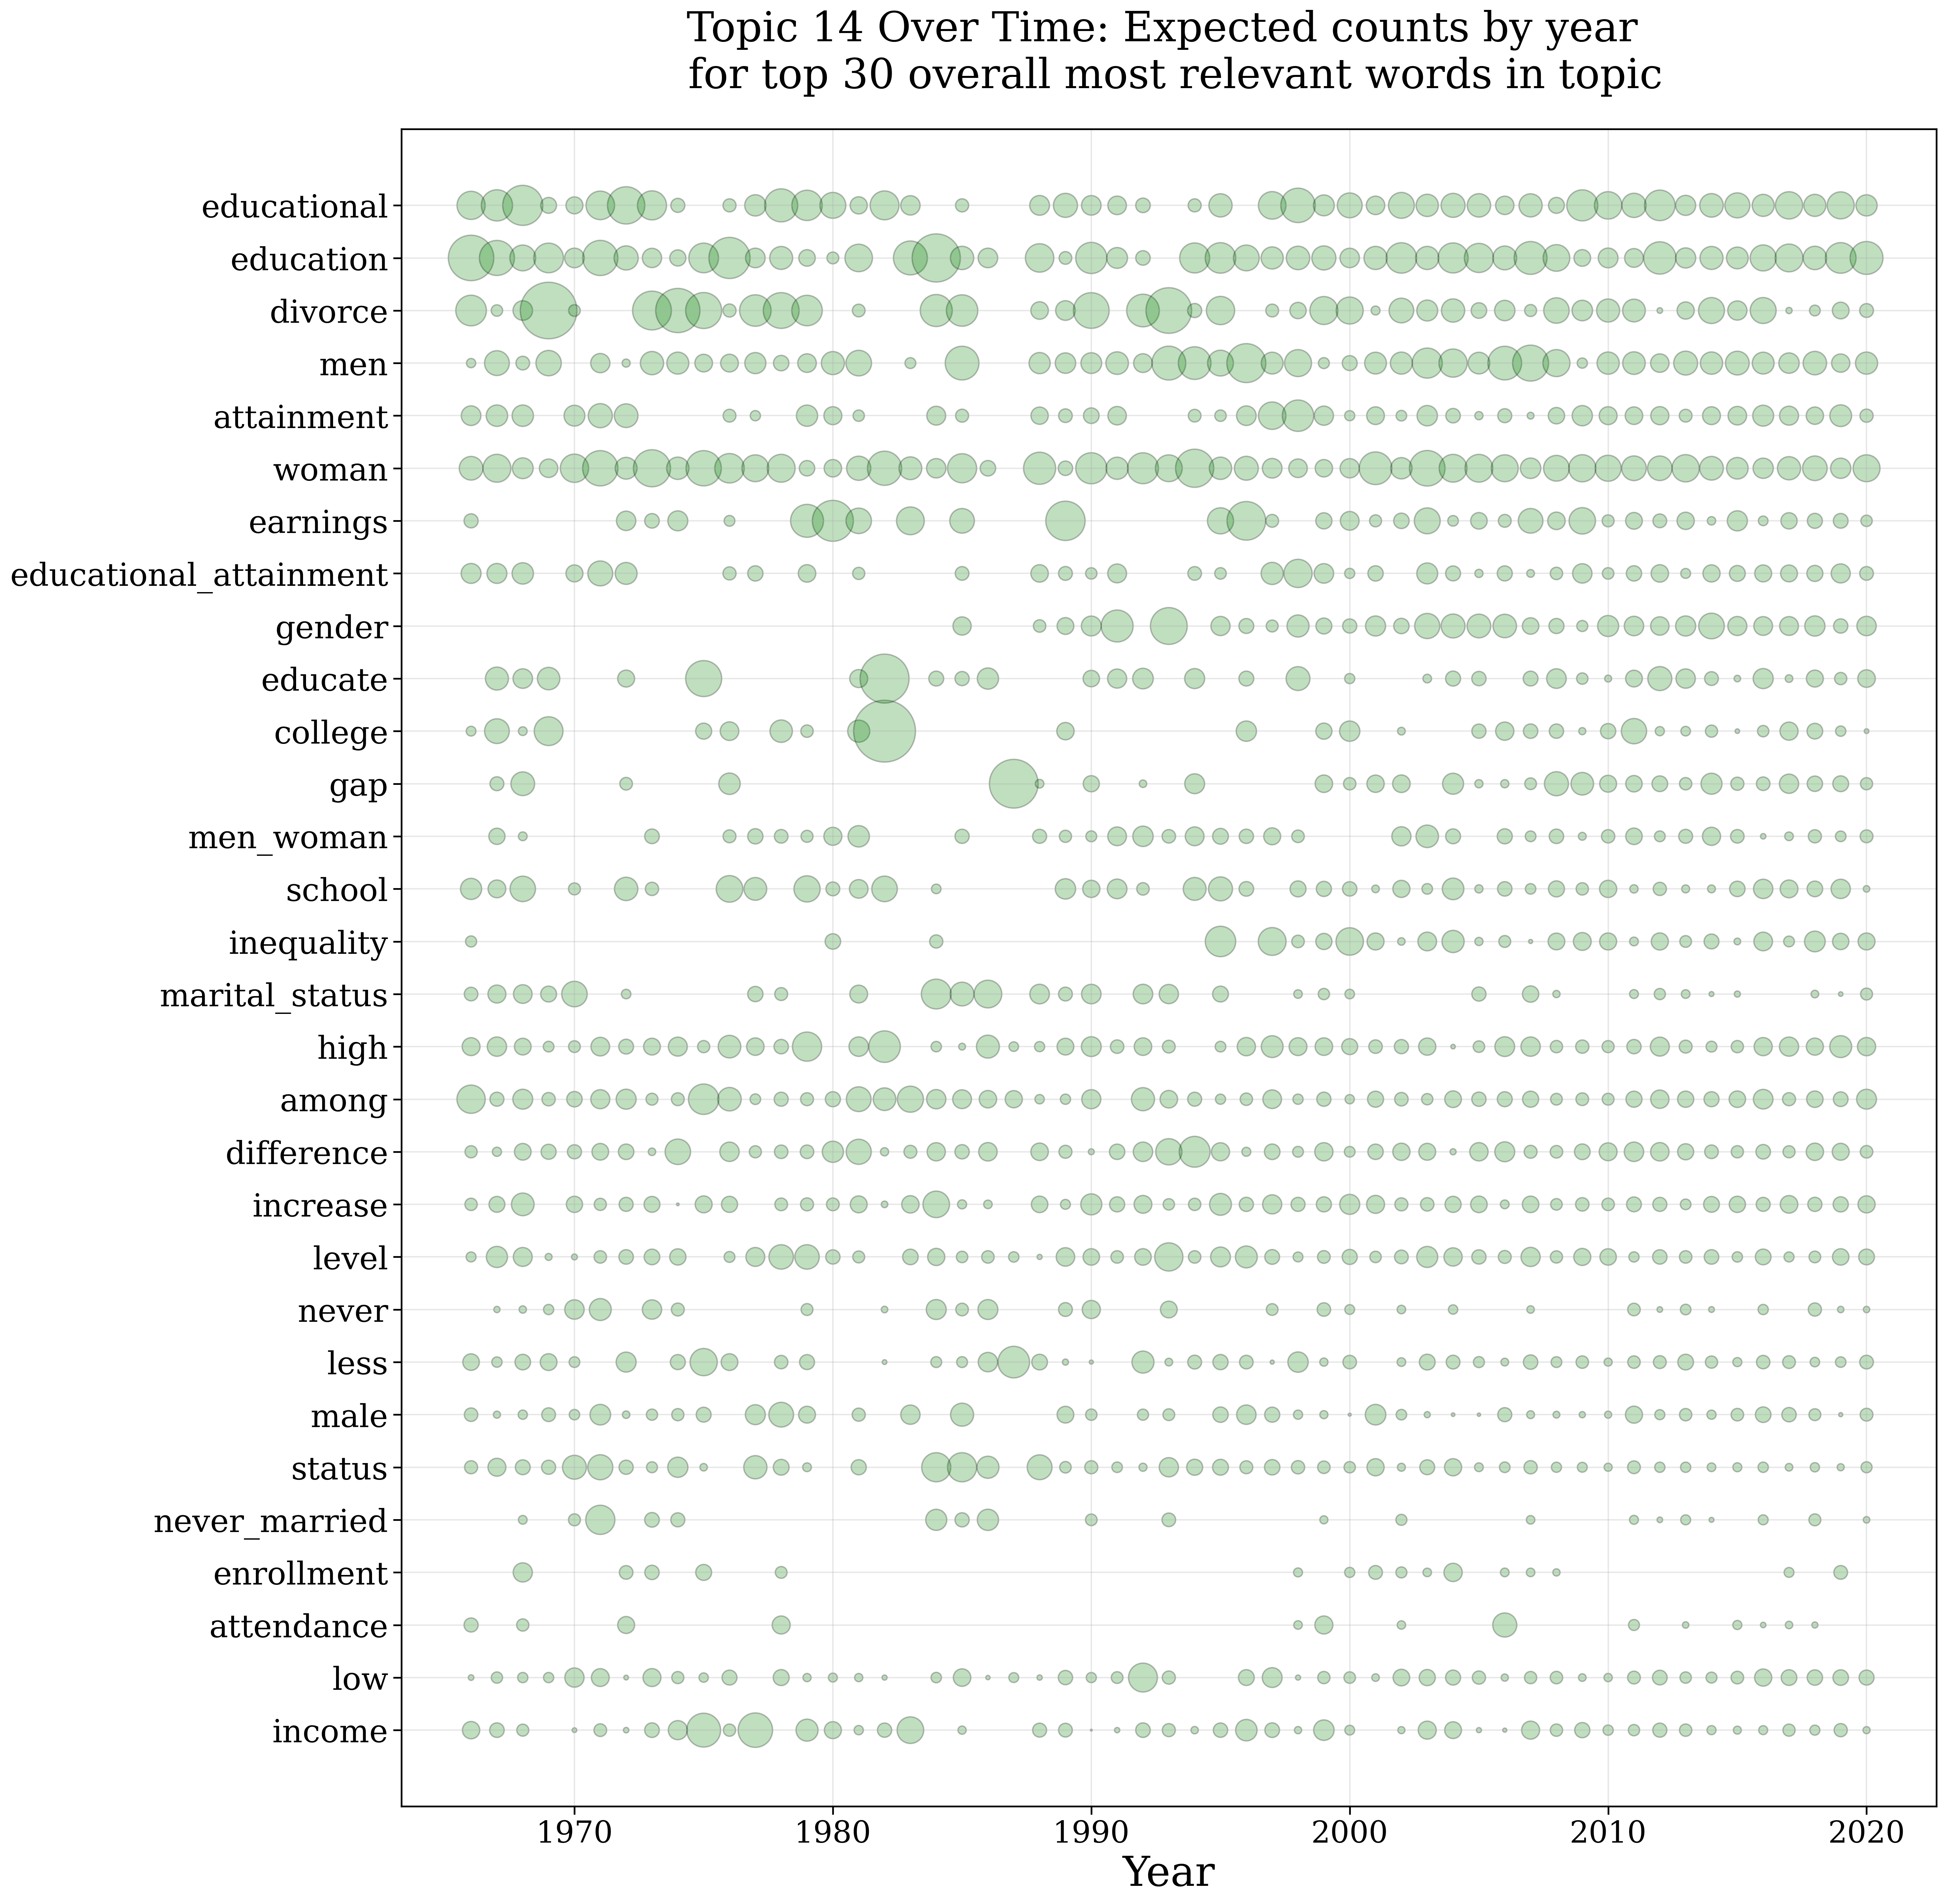 Topic 14 Over Time: Expected counts by year
for top 30 overall most relevant words in topic
educational
education
divorce
men
attainment
woman
earnings
educational_attainment
gender
educate
college
gap
men_woman
school
inequality
marital_status
high
among
difference
increase
level
never
less
male
status
never_married
enrollment
attendance
low
income
1970 1980 1990 2000 2010 2020
Year